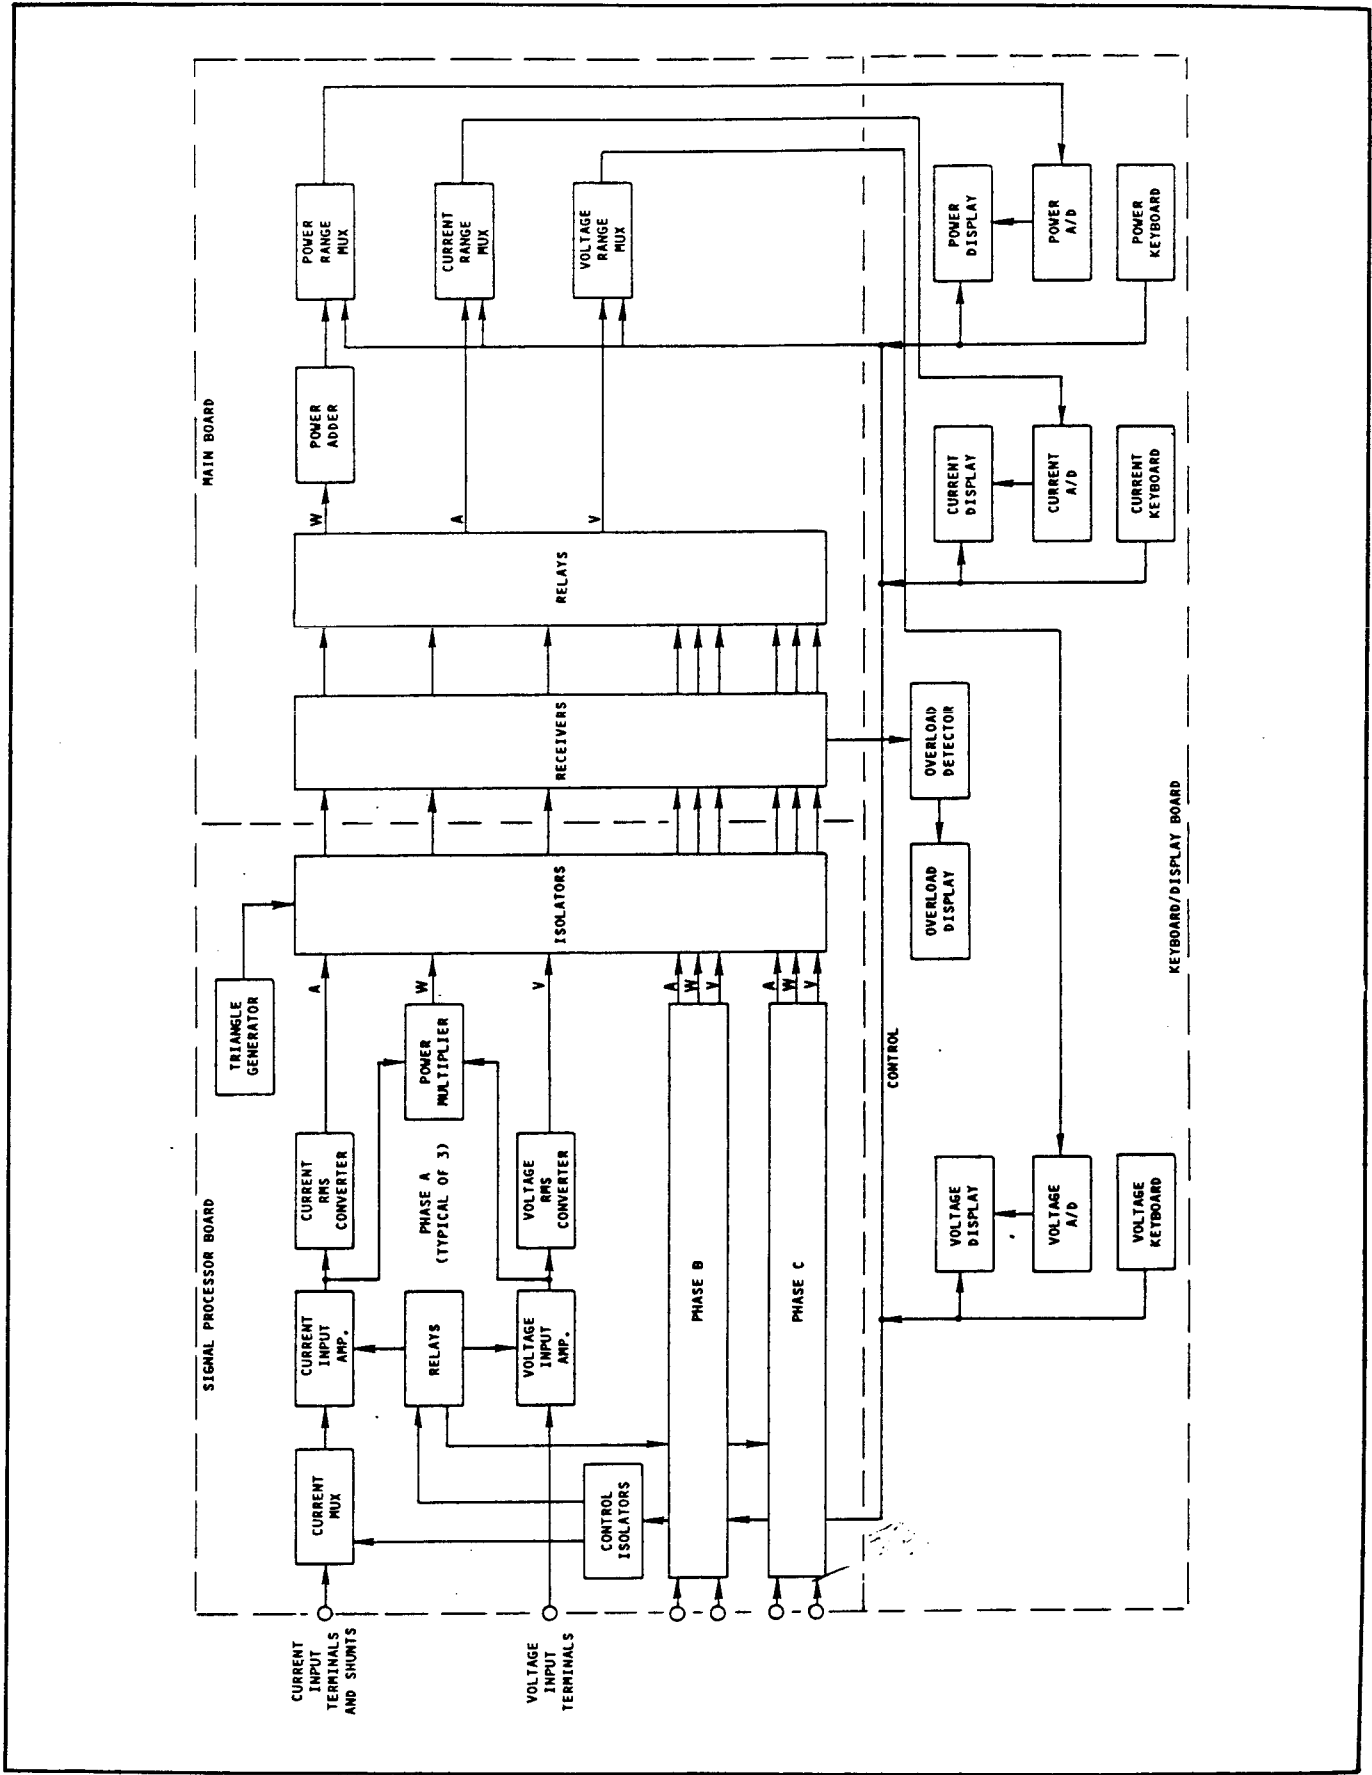 SIGNAL PROCESSOR BOARD
MAIN BOARD
TRIANGLE
GENERATOR
CURRENT
INPUT
TERMINALS
AND SHUNTS
CURRENT
MUX
CURRENT
INPUT
AMP.
CURRENT
RMS
CONVERTER
A
RELAYS
PHASE A
(TYPICAL OF 3)
POWER
MULTIPLIER
W
VOLTAGE
INPUT
TERMINALS
VOLTAGE
INPUT
AMP.
VOLTAGE
RMS
CONVERTER
V
CONTROL
ISOLATORS
PHASE B
A
W
V
PHASE C
A
W
V
ISOLATORS
RECEIVERS
RELAYS
W
A
V
POWER
ADDER
POWER
RANGE
MUX
CURRENT
RANGE
MUX
VOLTAGE
RANGE
MUX
CONTROL
VOLTAGE
DISPLAY
VOLTAGE
A/D
VOLTAGE
KEYBOARD
OVERLOAD
DISPLAY
OVERLOAD
DETECTOR
CURRENT
DISPLAY
CURRENT
A/D
CURRENT
KEYBOARD
POWER
DISPLAY
POWER
A/D
POWER
KEYBOARD
KEYBOARD/DISPLAY BOARD